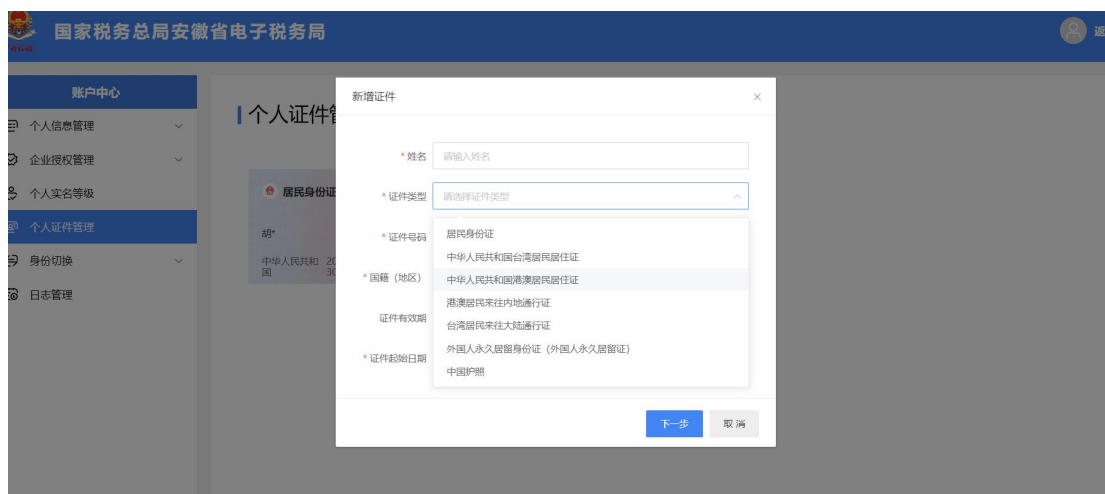 国家税务总局安徽省电子税务局
账户中心
个人信息管理
企业授权管理
个人实名等级
个人证件管理
身份切换
日志管理
个人证件
居民身份证
胡*
中华人民共和
国
新增证件
*姓名 请输入姓名
*证件类型 请选择证件类型
*证件号码
*国籍（地区）
证件有效期
*证件起始日期
居民身份证
中华人民共和国台湾居民居住证
中华人民共和国港澳居民居住证
港澳居民来往内地通行证
台湾居民来往大陆通行证
外国人永久居留身份证（外国人永久居留证）
中国护照
下一步
取消